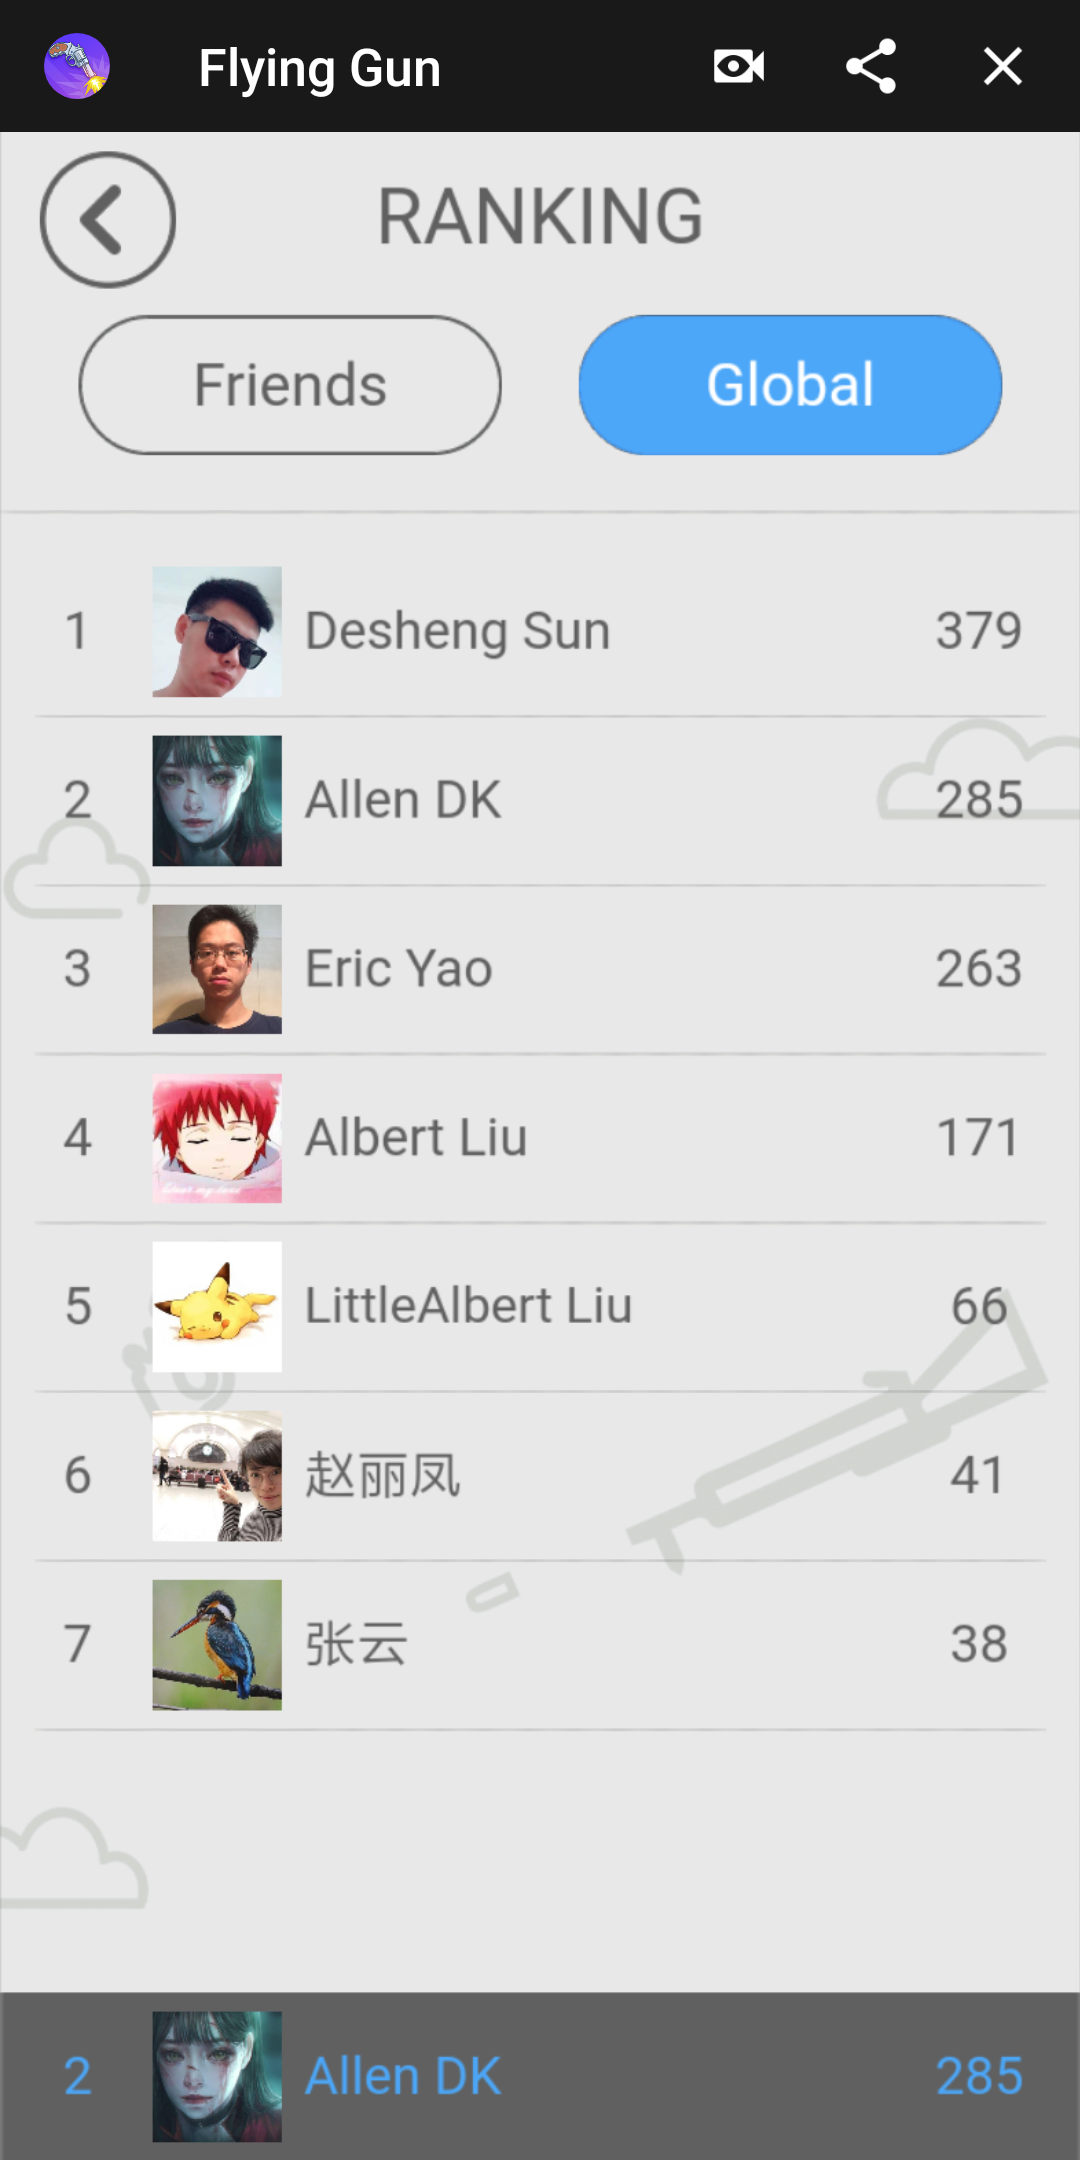 Flying Gun
RANKING
Friends Global
1 Desheng Sun 379
2 Allen DK 285
3 Eric Yao 263
4 Albert Liu 171
5 LittleAlbert Liu 66
6 赵丽凤 41
7 张云 38
2 Allen DK 285